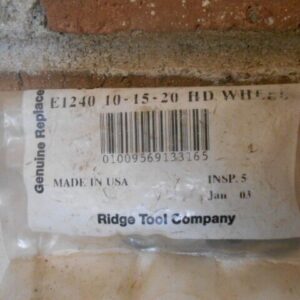 E1240 10-15-20 HD WHEEL
01009569133165
Genuine Replace
MADE IN USA
INSP. 5
Jan 03
Ridge Tool Company